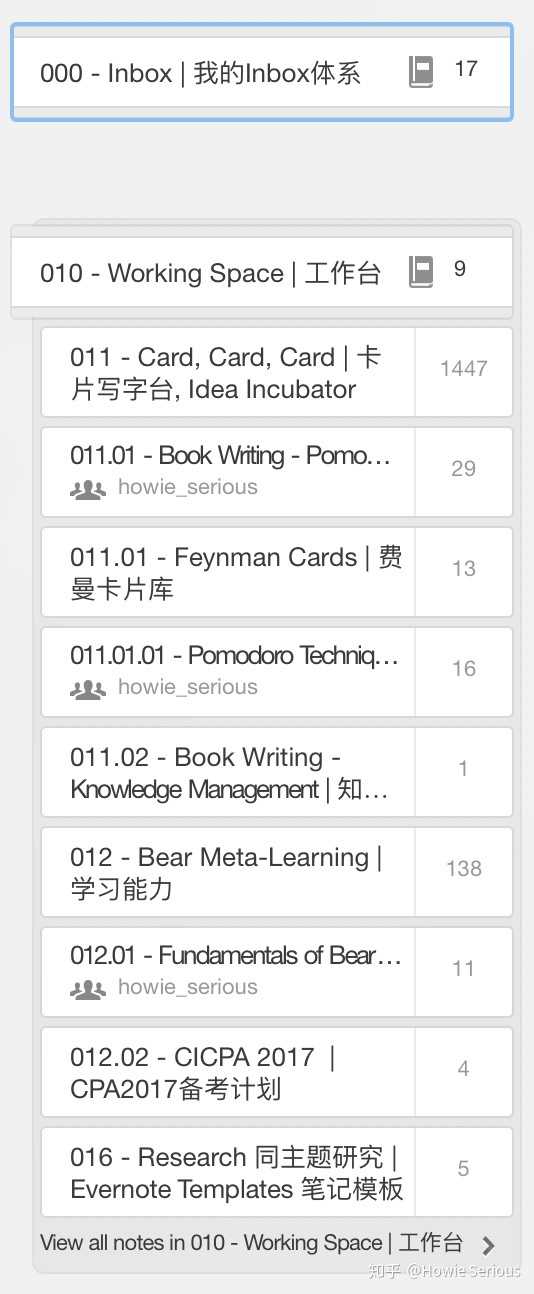 000 - Inbox | 我的Inbox体系 17
010 - Working Space | 工作台 9
011 - Card, Card, Card | 卡
片写字台, Idea Incubator
1447
011.01 - Book Writing - Pomo…
howie_serious
29
011.01 - Feynman Cards | 费
曼卡片库
13
011.01.01 - Pomodoro Techniq…
howie_serious
16
011.02 - Book Writing -
Knowledge Management | 知…
1
012 - Bear Meta-Learning |
学习能力
138
012.01 - Fundamentals of Bear…
howie_serious
11
012.02 - CICPA 2017 |
CPA2017备考计划
4
016 - Research 同主题研究 |
Evernote Templates 笔记模板
5
View all notes in 010 - Working Space | 工作台
知乎 @Howie Serious